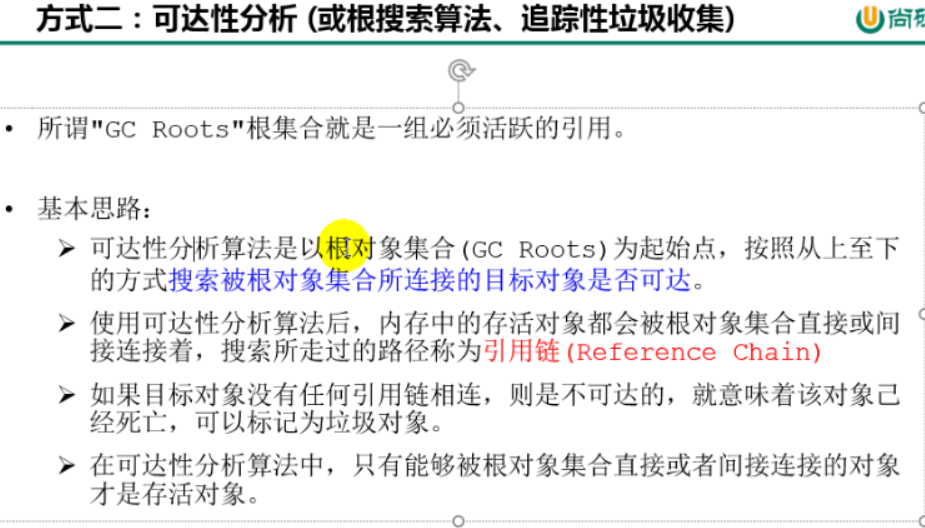 方式二：可达性分析 (或根搜索算法、追踪性垃圾收集)
尚硅
• 所谓"GC Roots"根集合就是一组必须活跃的引用。
• 基本思路：
➢ 可达性分析算法是以根对象集合(GC Roots)为起始点，按照从上至下
的方式搜索被根对象集合所连接的目标对象是否可达。
➢ 使用可达性分析算法后，内存中的存活对象都会被根对象集合直接或间
接连接着，搜索所走过的路径称为引用链(Reference Chain)
➢ 如果目标对象没有任何引用链相连，则是不可达的，就意味着该对象己
经死亡，可以标记为垃圾对象。
➢ 在可达性分析算法中，只有能够被根对象集合直接或者间接连接的对象
才是存活对象。